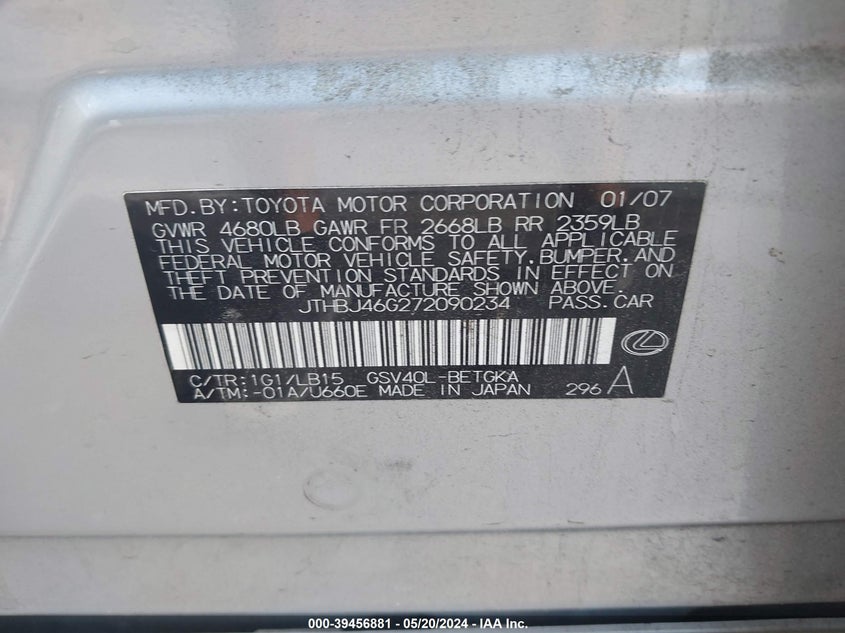 MFD.BY:TOYOTA MOTOR CORPORATION 01/07
GVWR 4680LB GAWR FR 2668LB RR 2359LB
THIS VEHICLE CONFORMS TO ALL APPLICABLE
FEDERAL MOTOR VEHICLE SAFETY,BUMPER,AND
THEFT PREVENTION STANDARDS IN EFFECT ON
THE DATE OF MANUFACTURE SHOWN ABOVE.
JTHBJ46G272090234 PASS.CAR
C/TR:1G1/LB15 GSV40L-BETGKA
A/TM:-01A/U660E MADE IN JAPAN 296 A
000-39456881 - 05/20/2024 - IAA Inc.